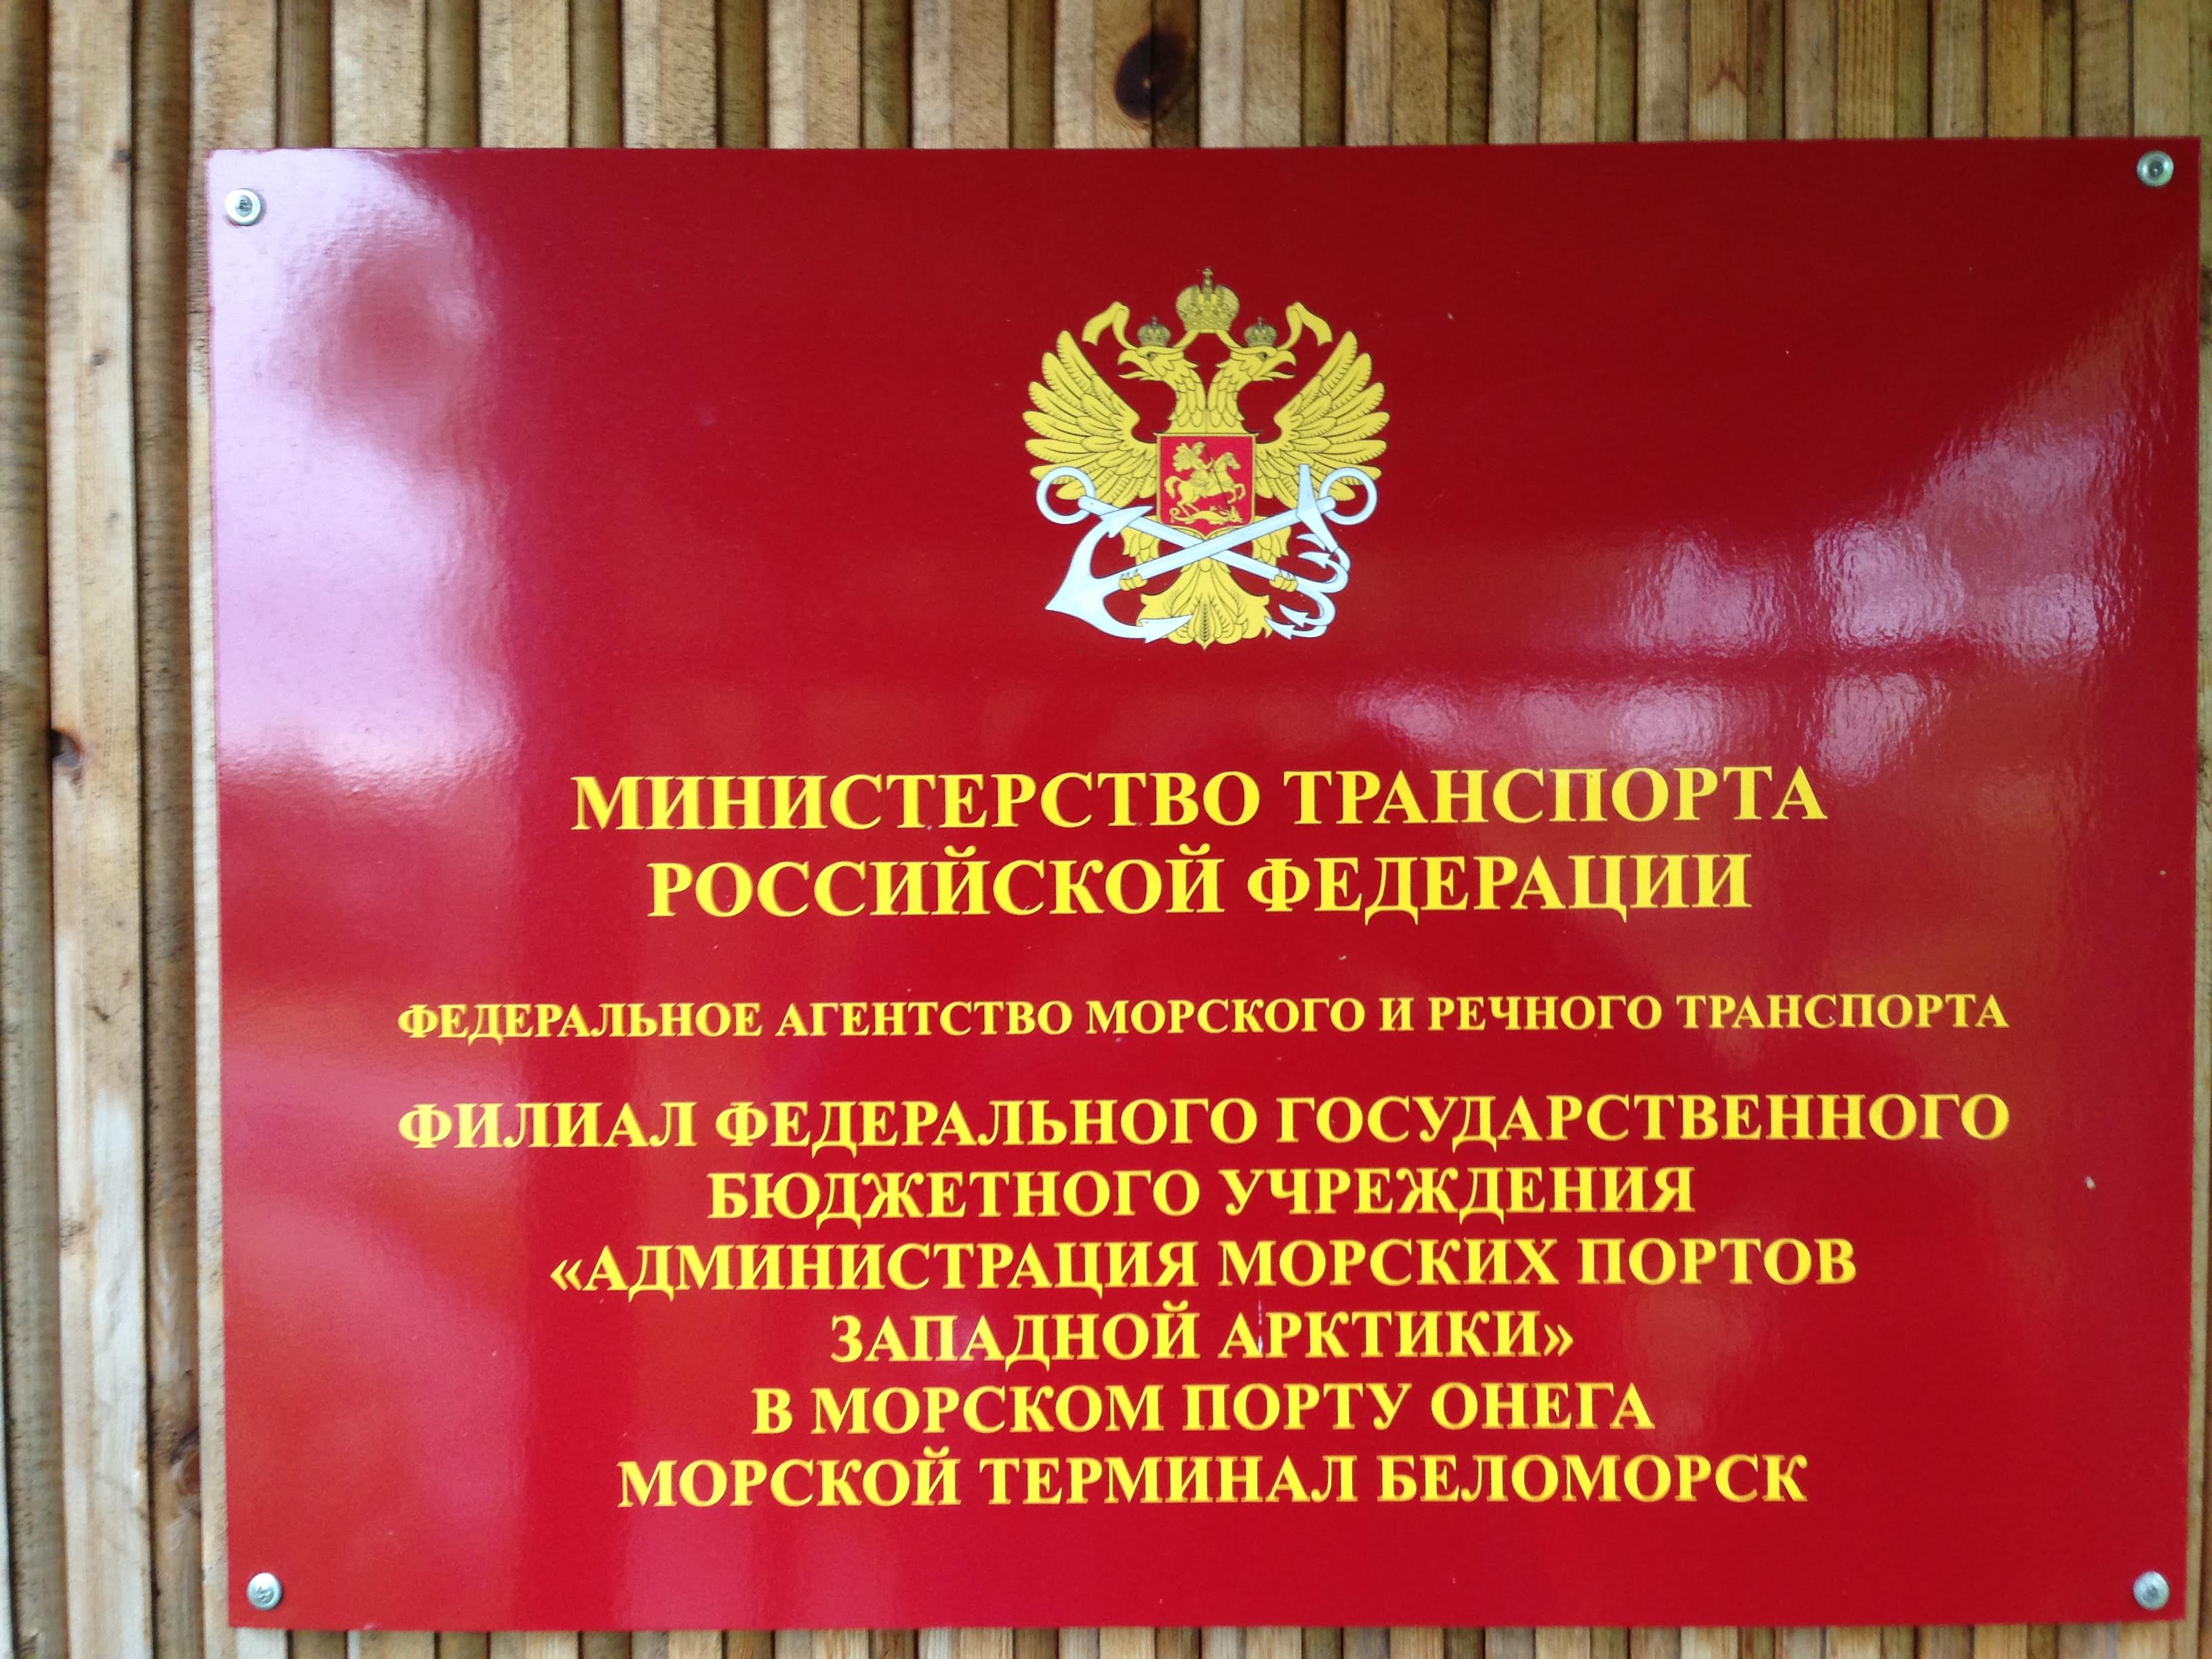 МИНИСТЕРСТВО ТРАНСПОРТА
РОССИЙСКОЙ ФЕДЕРАЦИИ
ФЕДЕРАЛЬНОЕ АГЕНТСТВО МОРСКОГО И РЕЧНОГО ТРАНСПОРТА
ФИЛИАЛ ФЕДЕРАЛЬНОГО ГОСУДАРСТВЕННОГО
БЮДЖЕТНОГО УЧРЕЖДЕНИЯ
«АДМИНИСТРАЦИЯ МОРСКИХ ПОРТОВ
ЗАПАДНОЙ АРКТИКИ»
В МОРСКОМ ПОРТУ ОНЕГА
МОРСКОЙ ТЕРМИНАЛ БЕЛОМОРСК